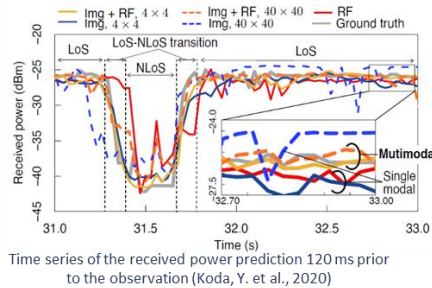 Img + RF, 4 × 4
Img + RF, 40 × 40
RF
Img, 4 × 4
Img, 40 × 40
Ground truth
LoS
LoS-NLoS transition
LoS
NLoS
Received power (dBm)
−20
−25
−30
−35
−40
−45
-24.0
-27.5
32.70
33.00
Mutimodal
Single
modal
31.0
31.5
32.0
32.5
33.0
Time (s)
Time series of the received power prediction 120 ms prior
to the observation (Koda, Y. et al., 2020)